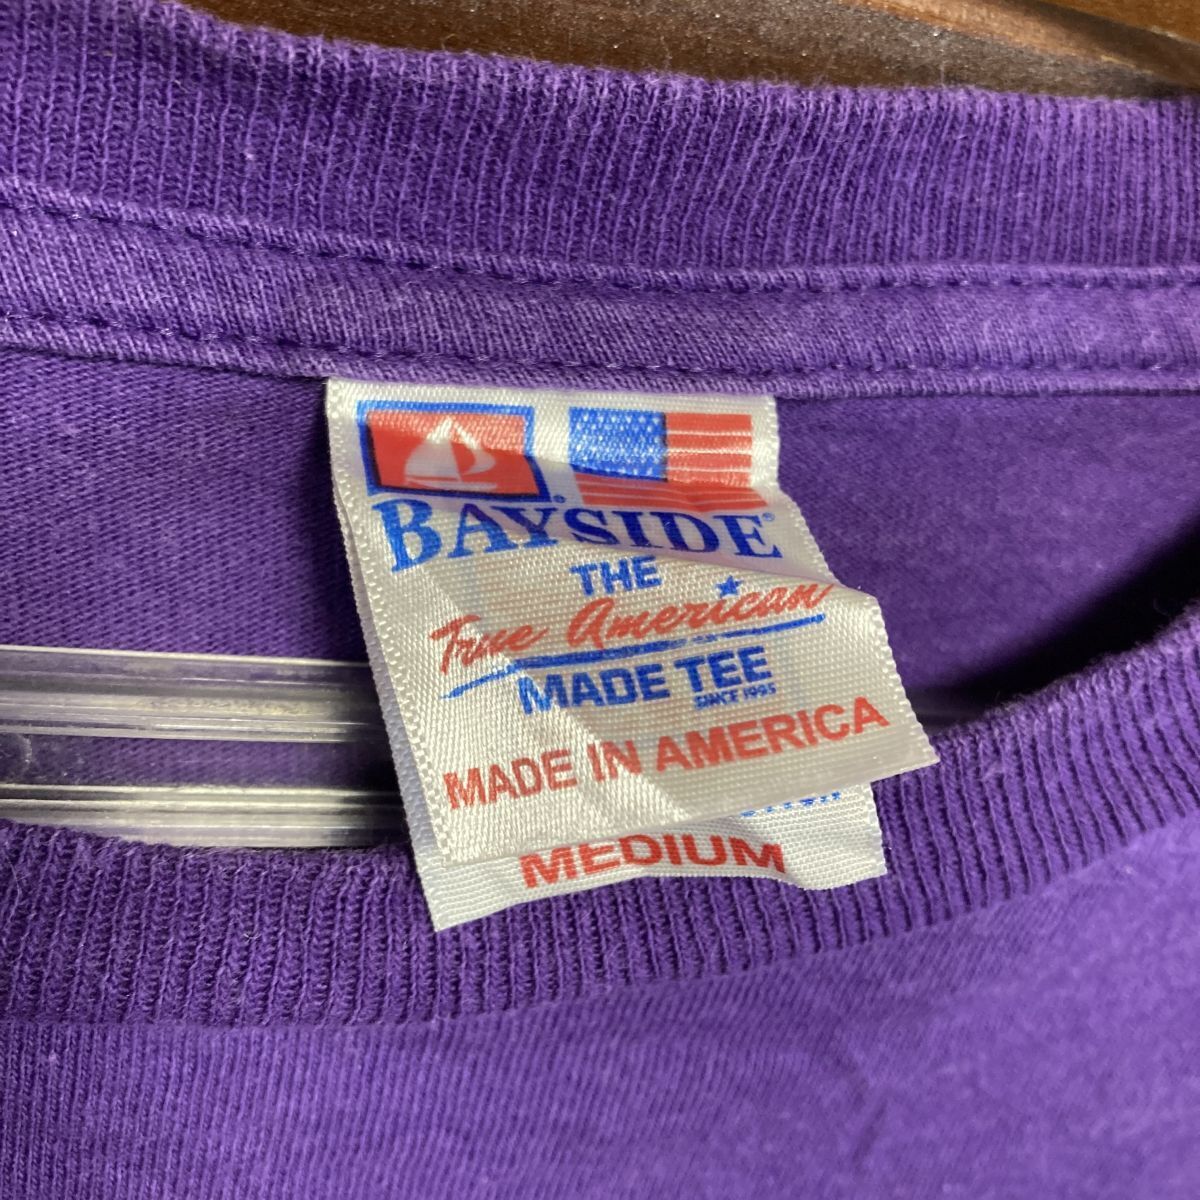 BAYSIDE
THE
True American
MADE TEE
SINCE 1995
MADE IN AMERICA
MEDIUM